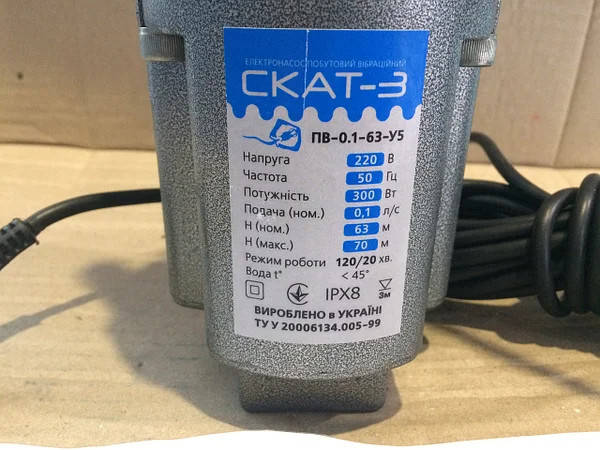 ЕЛЕКТРОНАСОС ПОБУТОВИЙ ВІБРАЦІЙНИЙ
СКАТ-3
ПВ-0.1-63-У5
Напруга 220 В
Частота 50 Гц
Потужність 300 Вт
Подача (ном.) 0,1 л/с
Н (ном.) 63 м
Н (макс.) 70 м
Режим роботи 120/20 хв.
Вода t° < 45°
IPX8 3м
ВИРОБЛЕНО в УКРАЇНІ
ТУ У 20006134.005-99